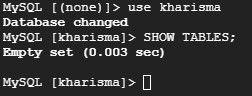 MySQL [(none)]> use kharisma
Database changed
MySQL [kharisma]> SHOW TABLES;
Empty set (0.003 sec)
MySQL [kharisma]>